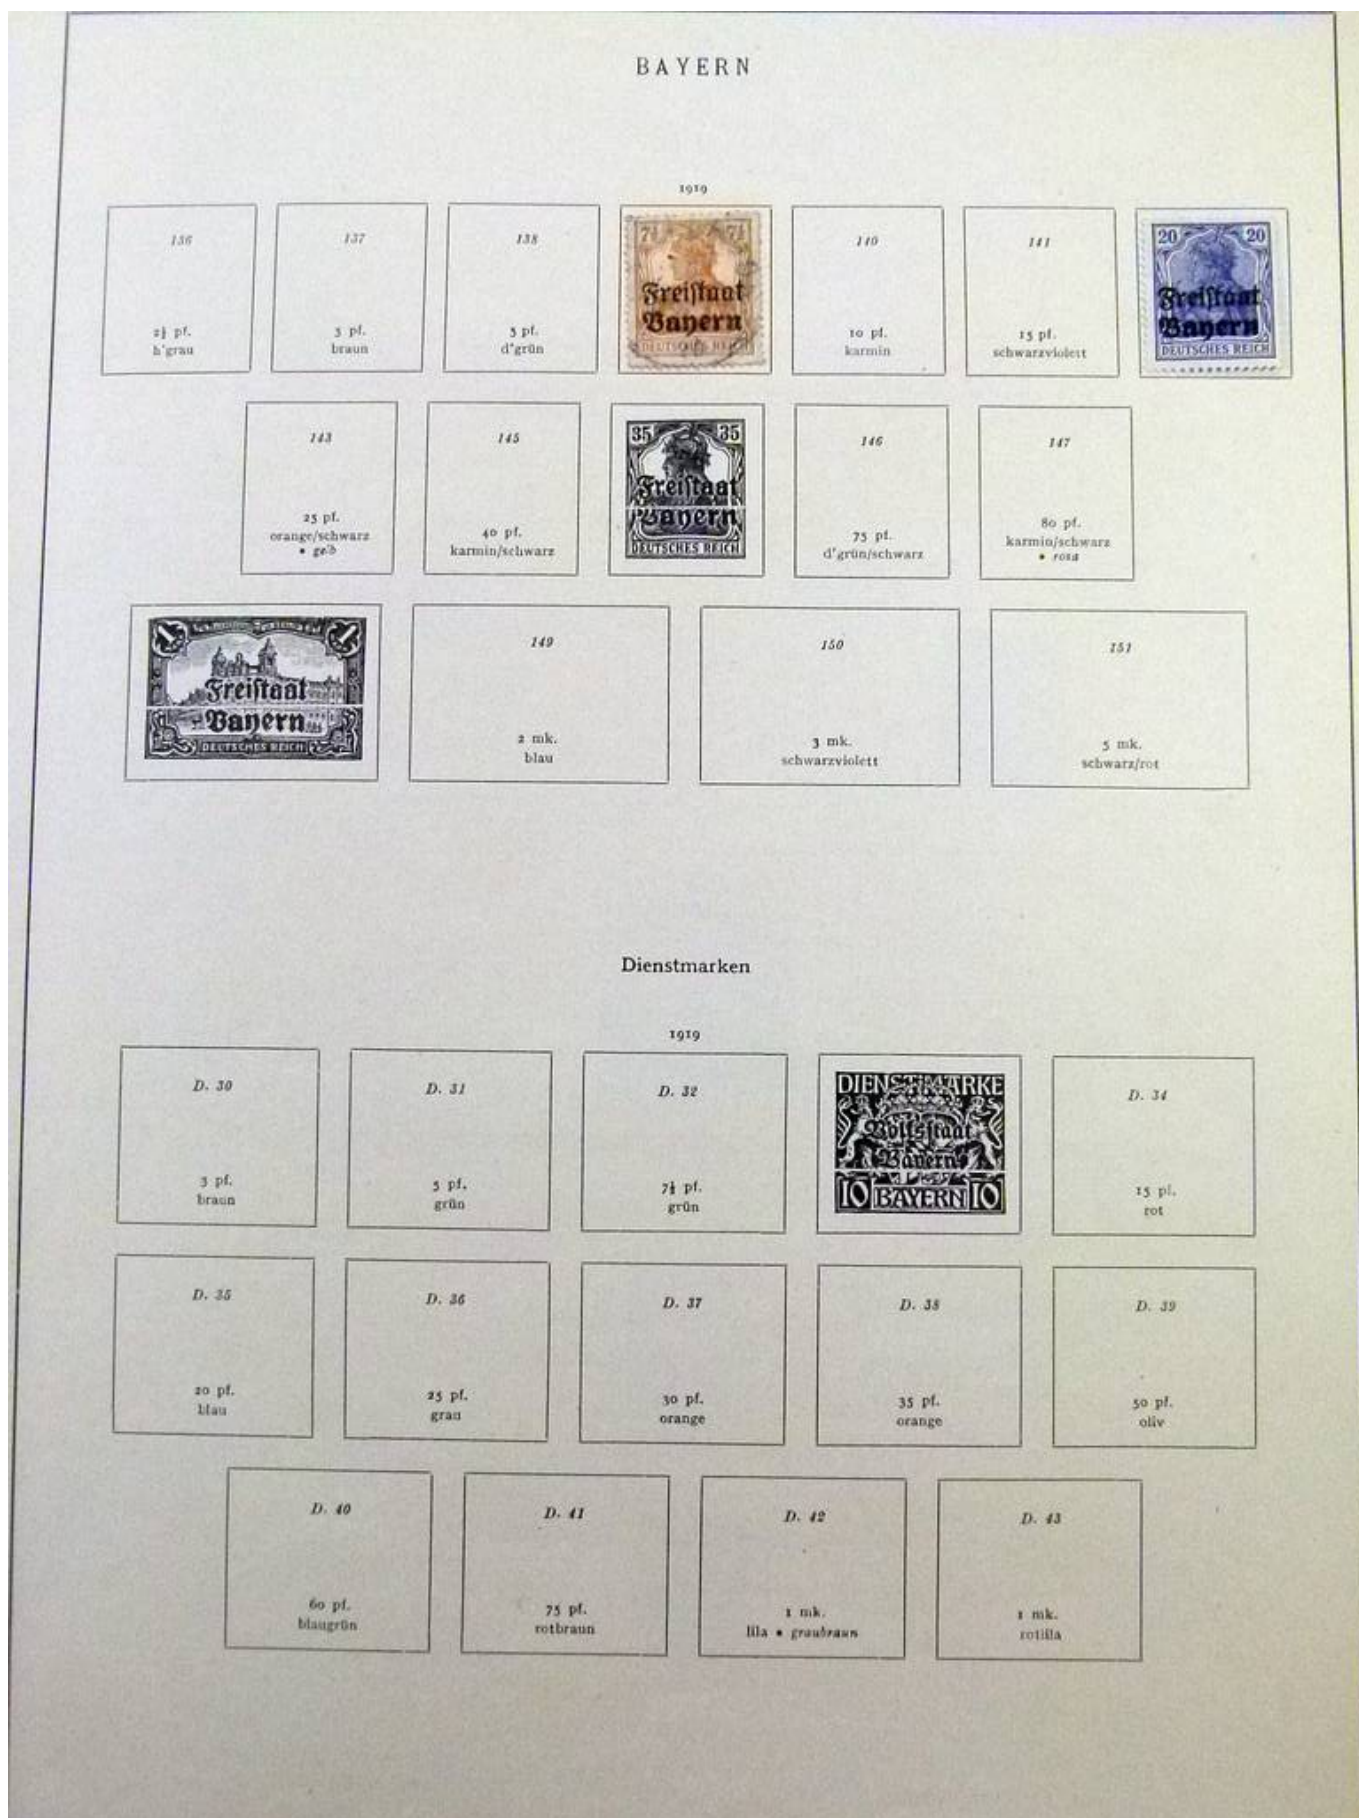 BAYERN
1919
136
2½ pf.
h'grau
137
3 pf.
braun
138
5 pf.
d'grün
7½ 7½
Freistaat
Bayern
DEUTSCHES REICH
140
10 pf.
karmin
141
15 pf.
schwarzviolett
20 20
Freistaat
Bayern
DEUTSCHES REICH
143
25 pf.
orange/schwarz
• gelb
145
40 pf.
karmin/schwarz
35 35
Freistaat
Bayern
DEUTSCHES REICH
146
75 pf.
d'grün/schwarz
147
80 pf.
karmin/schwarz
• rosa
1 1
Freistaat
Bayern
DEUTSCHES REICH
149
2 mk.
blau
150
3 mk.
schwarzviolett
151
5 mk.
schwarz/rot
Dienstmarken
1919
D. 30
3 pf.
braun
D. 31
5 pf.
grün
D. 32
7½ pf.
grün
DIENSTMARKE
Volksstaat
Bayern
10 BAYERN 10
D. 34
15 pf.
rot
D. 35
20 pf.
blau
D. 36
25 pf.
grau
D. 37
30 pf.
orange
D. 38
35 pf.
orange
D. 39
50 pf.
oliv
D. 40
60 pf.
blaugrün
D. 41
75 pf.
rotbraun
D. 42
1 mk.
lila • graubraun
D. 43
1 mk.
rotlila